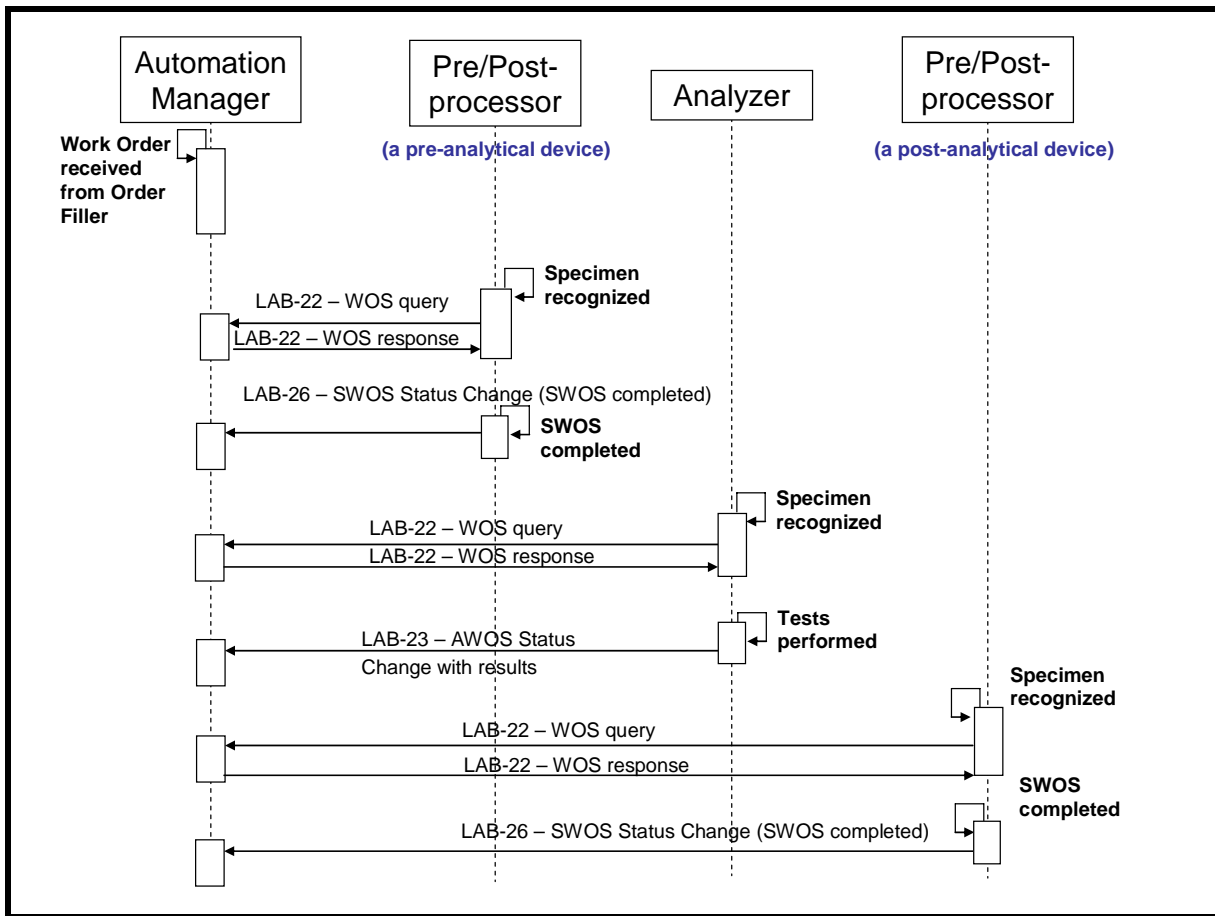 Automation
Manager
Pre/Post-
processor
Analyzer
Pre/Post-
processor
(a pre-analytical device)
(a post-analytical device)
Work Order
received
from Order
Filler
Specimen
recognized
LAB-22 – WOS query
LAB-22 – WOS response
LAB-26 – SWOS Status Change (SWOS completed)
SWOS
completed
Specimen
recognized
LAB-22 – WOS query
LAB-22 – WOS response
Tests
performed
LAB-23 – AWOS Status
Change with results
Specimen
recognized
LAB-22 – WOS query
LAB-22 – WOS response
SWOS
completed
LAB-26 – SWOS Status Change (SWOS completed)